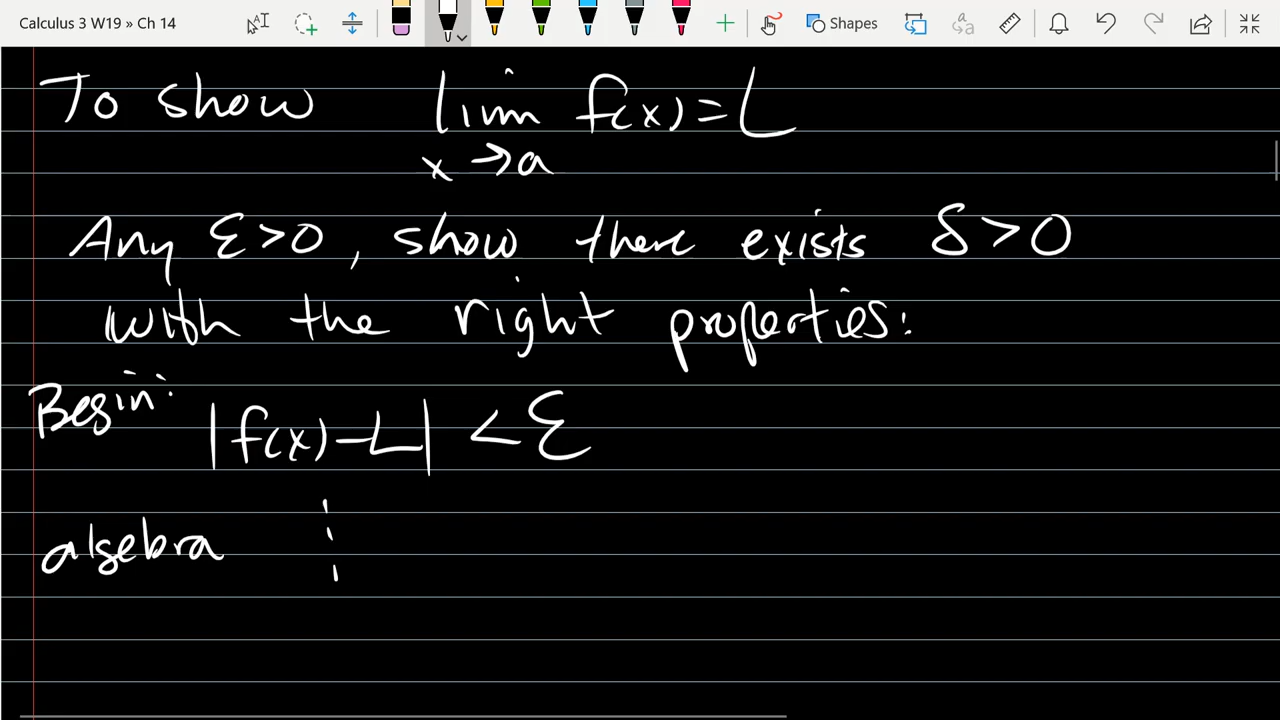 Calculus 3 W19 » Ch 14
Shapes
To show lim f(x) = L
x → a
Any ε > 0, show there exists δ > 0
with the right properties:
Begin: |f(x) - L| < ε
algebra ⋮